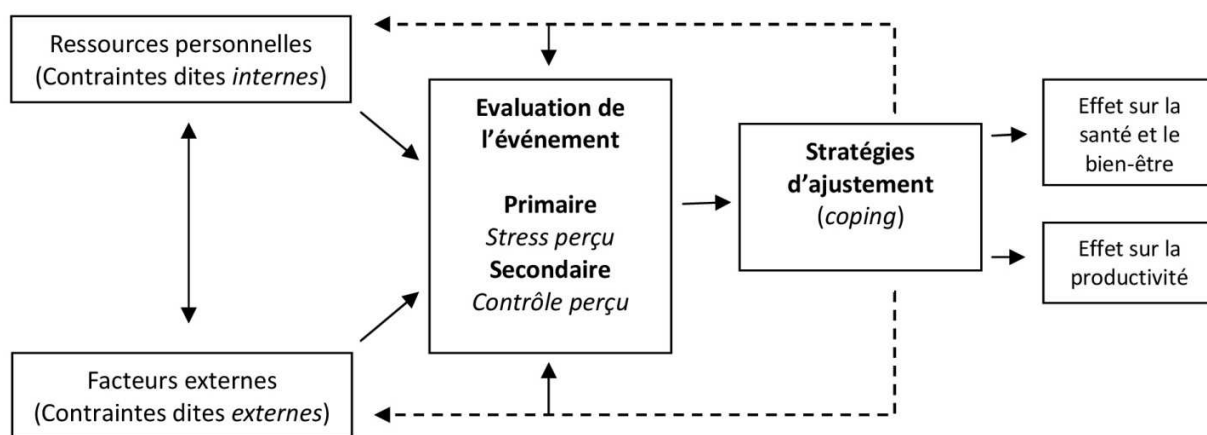 Ressources personnelles
(Contraintes dites internes)
Evaluation de
l’événement
Primaire
Stress perçu
Secondaire
Contrôle perçu
Stratégies
d’ajustement
(coping)
Effet sur la
santé et le
bien-être
Effet sur la
productivité
Facteurs externes
(Contraintes dites externes)